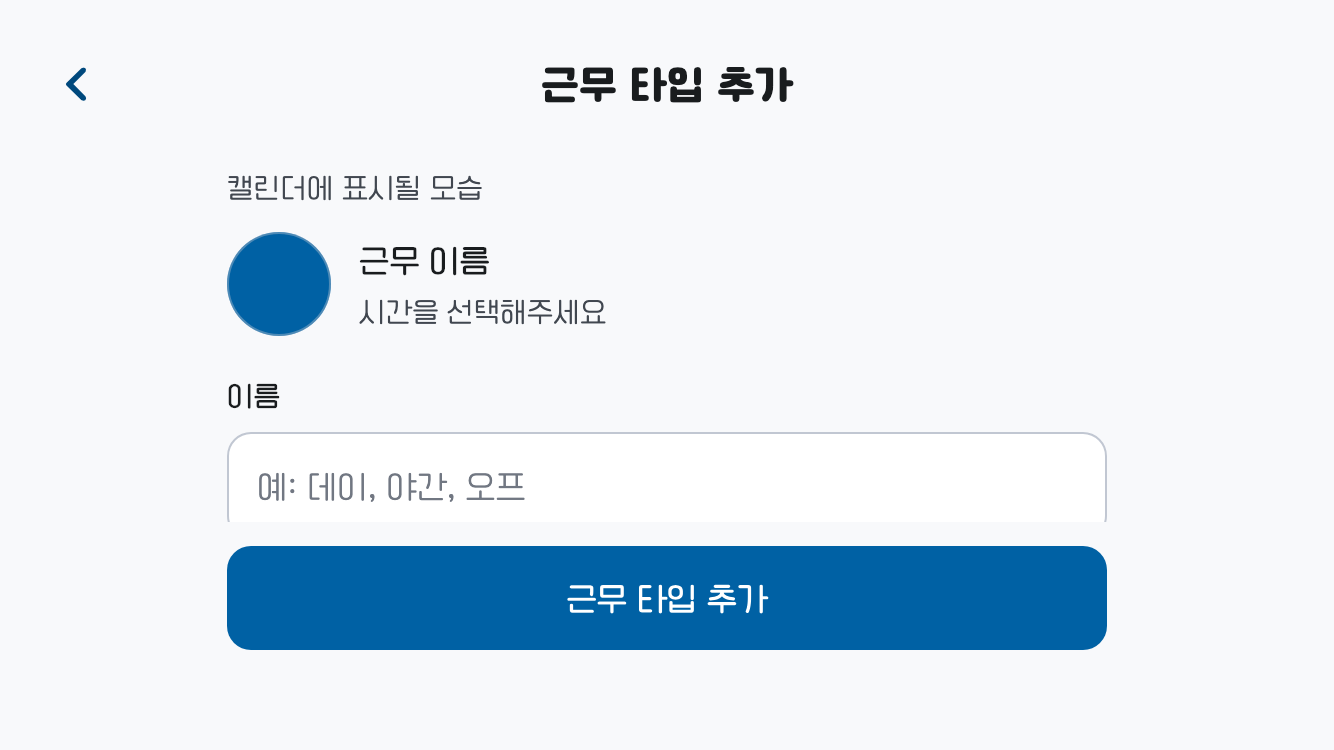 근무 타입 추가
캘린더에 표시될 모습
근무 이름
시간을 선택해주세요
이름
예: 데이, 야간, 오프
근무 타입 추가